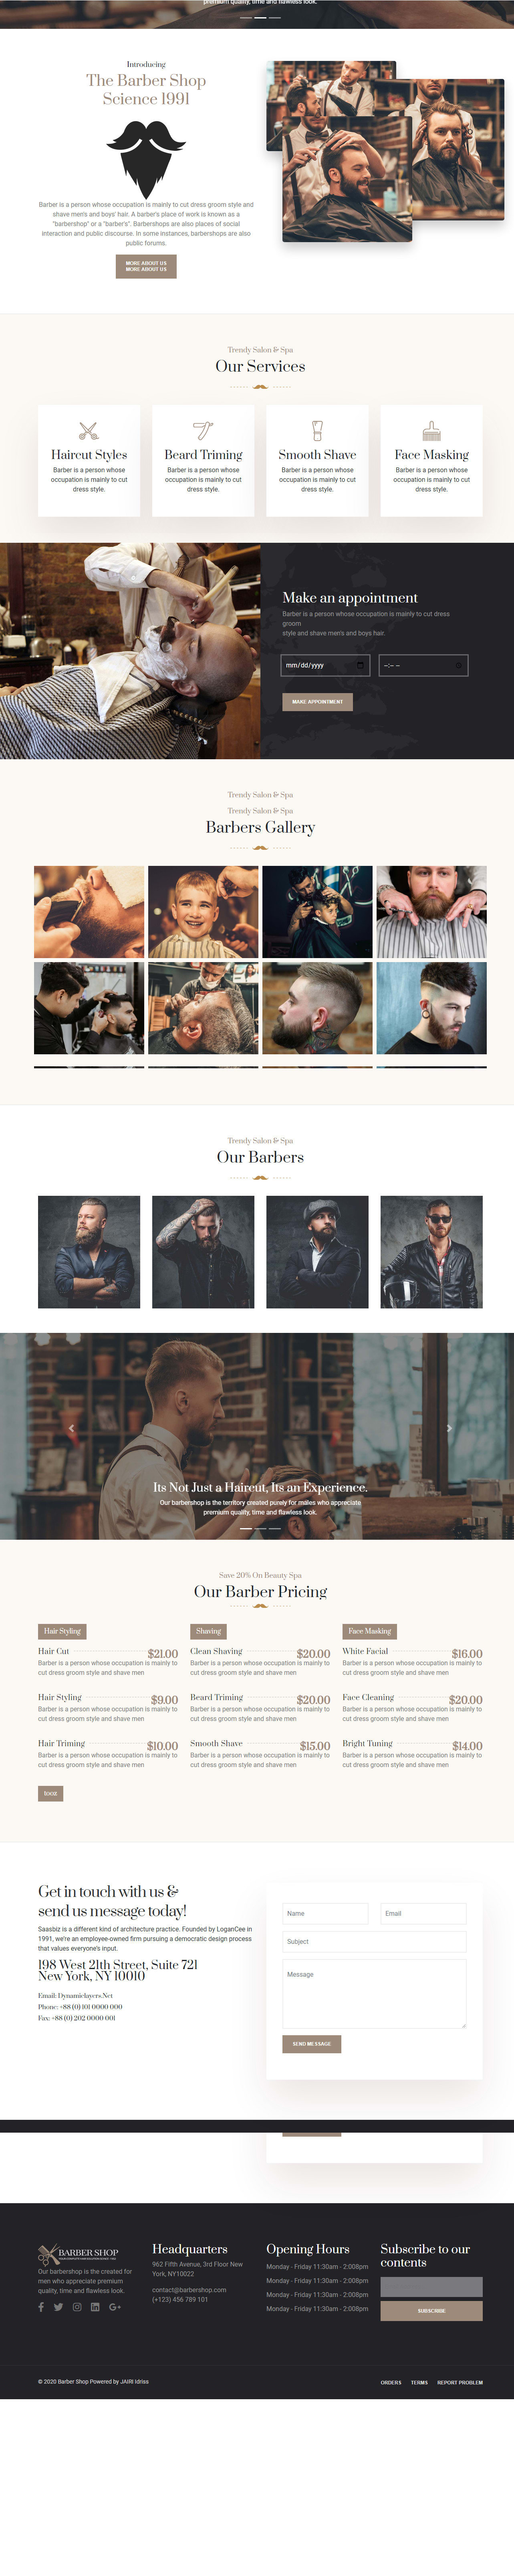 premium quality, time and flawless look.
Introducing
The Barber Shop
Science 1991
Barber is a person whose occupation is mainly to cut dress groom style and
shave men's and boys' hair. A barber's place of work is known as a
"barbershop" or a "barber's". Barbershops are also places of social
interaction and public discourse. In some instances, barbershops are also
public forums.
MORE ABOUT US
MORE ABOUT US
Trendy Salon & Spa
Our Services
Haircut Styles
Barber is a person whose
occupation is mainly to cut
dress style.
Beard Triming
Barber is a person whose
occupation is mainly to cut
dress style.
Smooth Shave
Barber is a person whose
occupation is mainly to cut
dress style.
Face Masking
Barber is a person whose
occupation is mainly to cut
dress style.
Make an appointment
Barber is a person whose occupation is mainly to cut dress
groom
style and shave men's and boys hair.
mm/dd/yyyy
--:-- --
MAKE APPOINTMENT
Trendy Salon & Spa
Trendy Salon & Spa
Barbers Gallery
Trendy Salon & Spa
Our Barbers
Its Not Just a Haircut, Its an Experience.
Our barbershop is the territory created purely for males who appreciate
premium quality, time and flawless look.
Save 20% On Beauty Spa
Our Barber Pricing
Hair Styling
Hair Cut $21.00
Barber is a person whose occupation is mainly to
cut dress groom style and shave men
Hair Styling $9.00
Barber is a person whose occupation is mainly to
cut dress groom style and shave men
Hair Triming $10.00
Barber is a person whose occupation is mainly to
cut dress groom style and shave men
Shaving
Clean Shaving $20.00
Barber is a person whose occupation is mainly to
cut dress groom style and shave men
Beard Triming $20.00
Barber is a person whose occupation is mainly to
cut dress groom style and shave men
Smooth Shave $15.00
Barber is a person whose occupation is mainly to
cut dress groom style and shave men
Face Masking
White Facial $16.00
Barber is a person whose occupation is mainly to
cut dress groom style and shave men
Face Cleaning $20.00
Barber is a person whose occupation is mainly to
cut dress groom style and shave men
Bright Tuning $14.00
Barber is a person whose occupation is mainly to
cut dress groom style and shave men
Get in touch with us &
send us message today!
Saasbiz is a different kind of architecture practice. Founded by LoganCee in
1991, we're an employee-owned firm pursuing a democratic design process
that values everyone's input.
198 West 21th Street, Suite 721
New York, NY 10010
Email: Dynamiclayers.Net
Phone: +88 (0) 101 0000 000
Fax: +88 (0) 202 0000 001
Name
Email
Subject
Message
SEND MESSAGE
BARBER SHOP
Our barbershop is the created for
men who appreciate premium
quality, time and flawless look.
Headquarters
962 Fifth Avenue, 3rd Floor New
York, NY10022
contact@barbershop.com
(+123) 456 789 101
Opening Hours
Monday - Friday 11:30am - 2:008pm
Monday - Friday 11:30am - 2:008pm
Monday - Friday 11:30am - 2:008pm
Monday - Friday 11:30am - 2:008pm
Subscribe to our
contents
SUBSCRIBE
© 2020 Barber Shop Powered by JAIRI Idriss
ORDERS TERMS REPORT PROBLEM